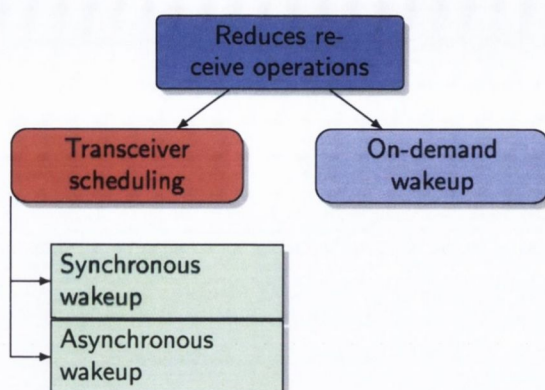 Reduces re-
ceive operations
Transceiver
scheduling
On-demand
wakeup
Synchronous
wakeup
Asynchronous
wakeup